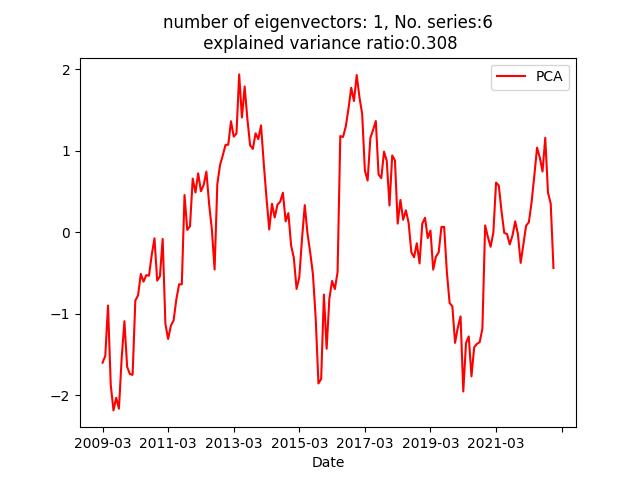 number of eigenvectors: 1, No. series:6
explained variance ratio:0.308
PCA
2
1
0
−1
−2
2009-03 2011-03 2013-03 2015-03 2017-03 2019-03 2021-03
Date